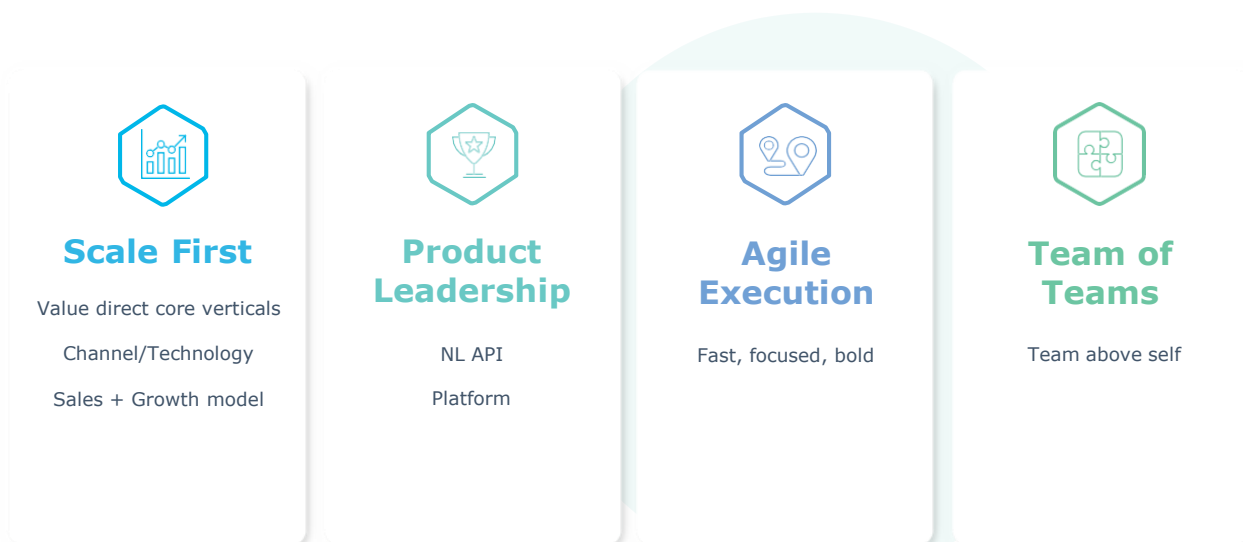 Scale First
Value direct core verticals
Channel/Technology
Sales + Growth model
Product
Leadership
NL API
Platform
Agile
Execution
Fast, focused, bold
Team of
Teams
Team above self